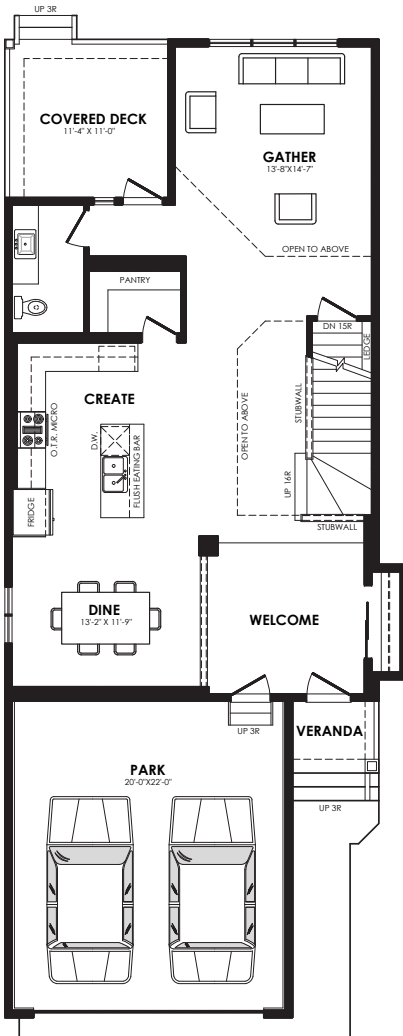 UP 3R
COVERED DECK
11'-4" X 11'-0"
GATHER
13'-8"X14'-7"
OPEN TO ABOVE
PANTRY
DN 15R
LEDGE
CREATE
O.T.R. MICRO
D.W.
FLUSH EATING BAR
OPEN TO ABOVE
STUBWALL
UP 16R
FRIDGE
STUBWALL
DINE
13'-2" X 11'-9"
WELCOME
UP 3R
VERANDA
PARK
20'-0"X22'-0"
UP 3R